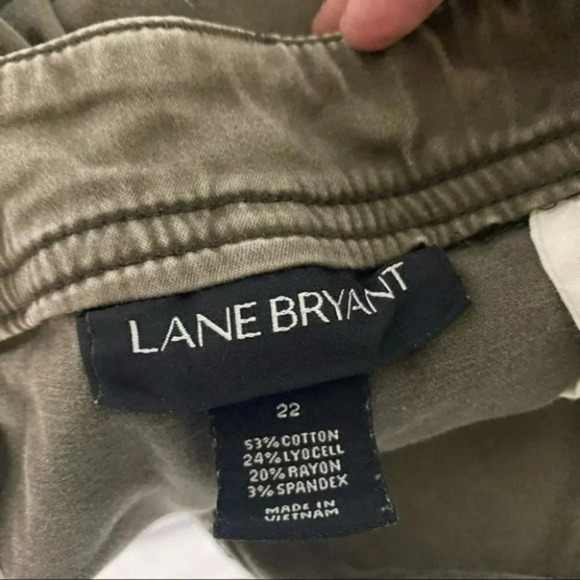 LANE BRYANT
22
53% COTTON
24% LYOCELL
20% RAYON
3% SPANDEX
MADE IN
VIETNAM